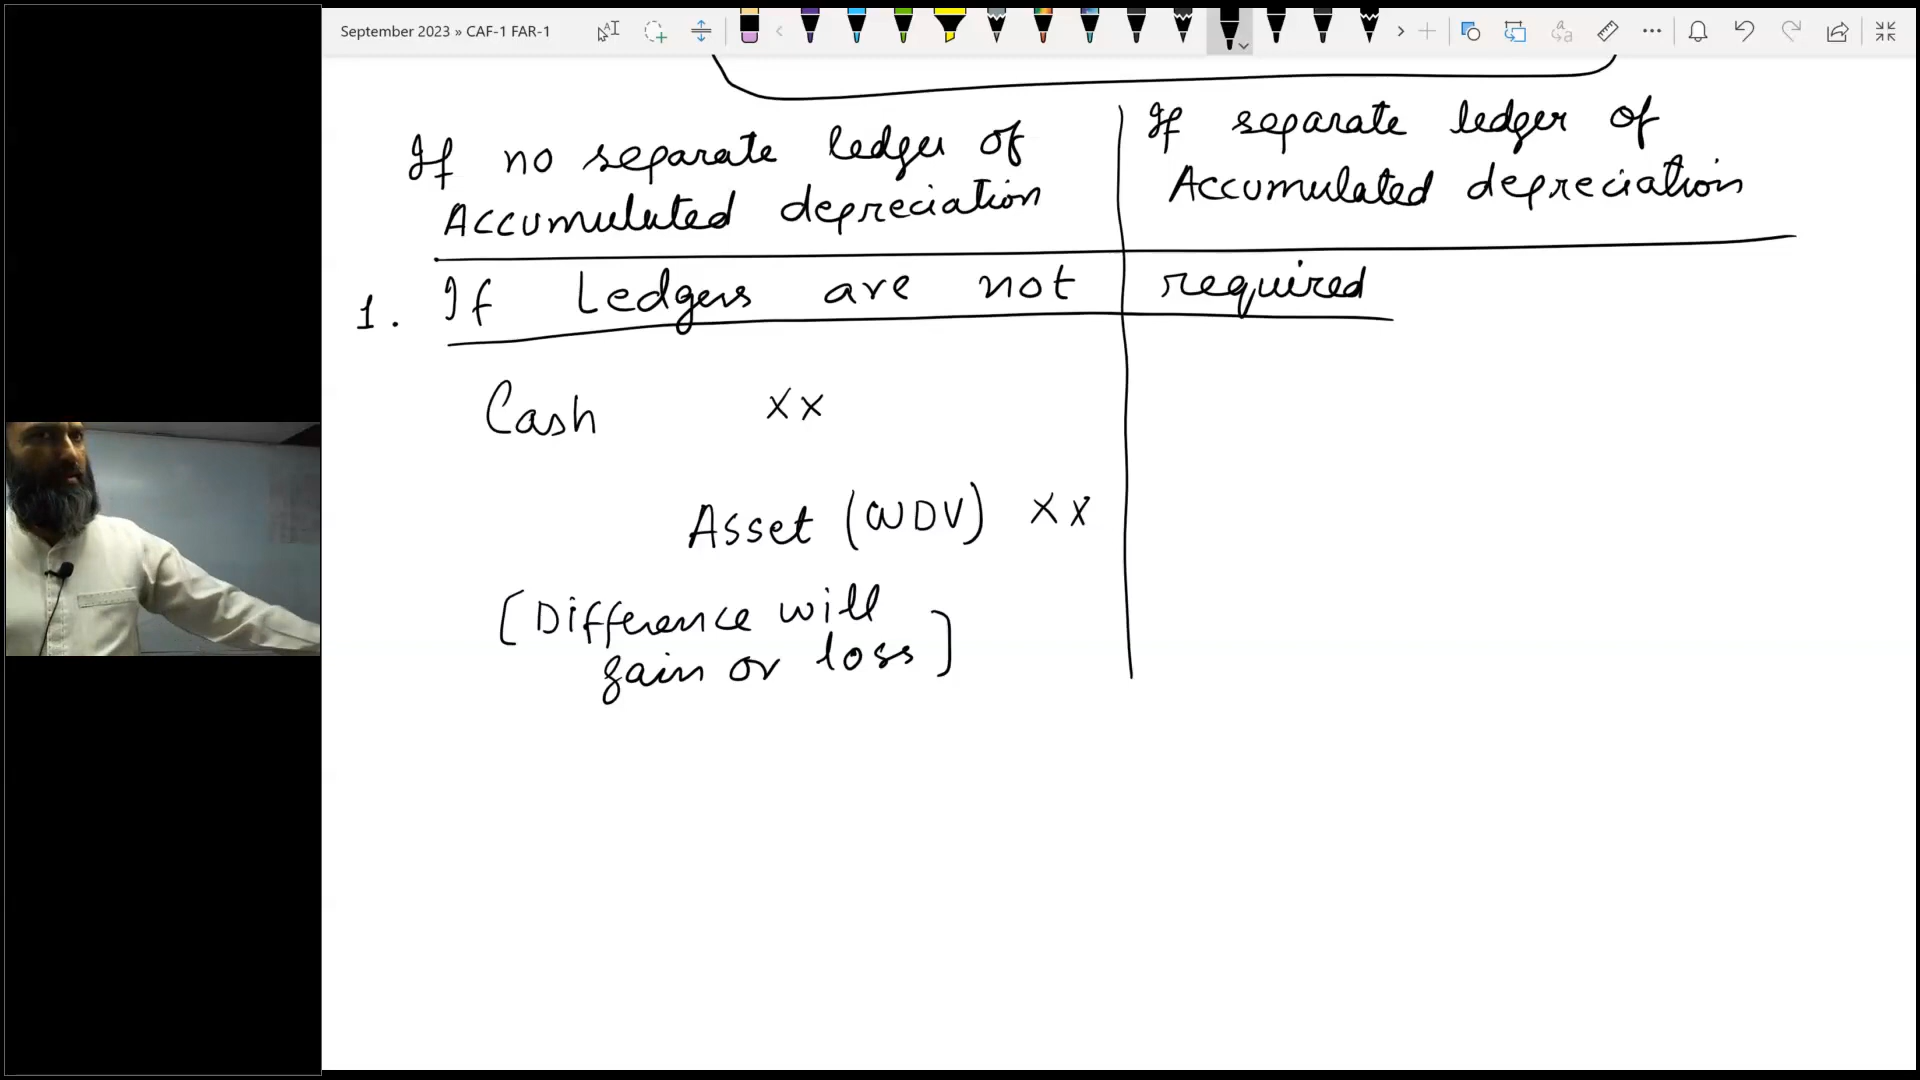 September 2023 » CAF-1 FAR-1
If no separate ledger of
Accumulated depreciation
If separate ledger of
Accumulated depreciation
1. If Ledgers are not required
Cash xx
Asset (WDV) xx
[Difference will
gain or loss]